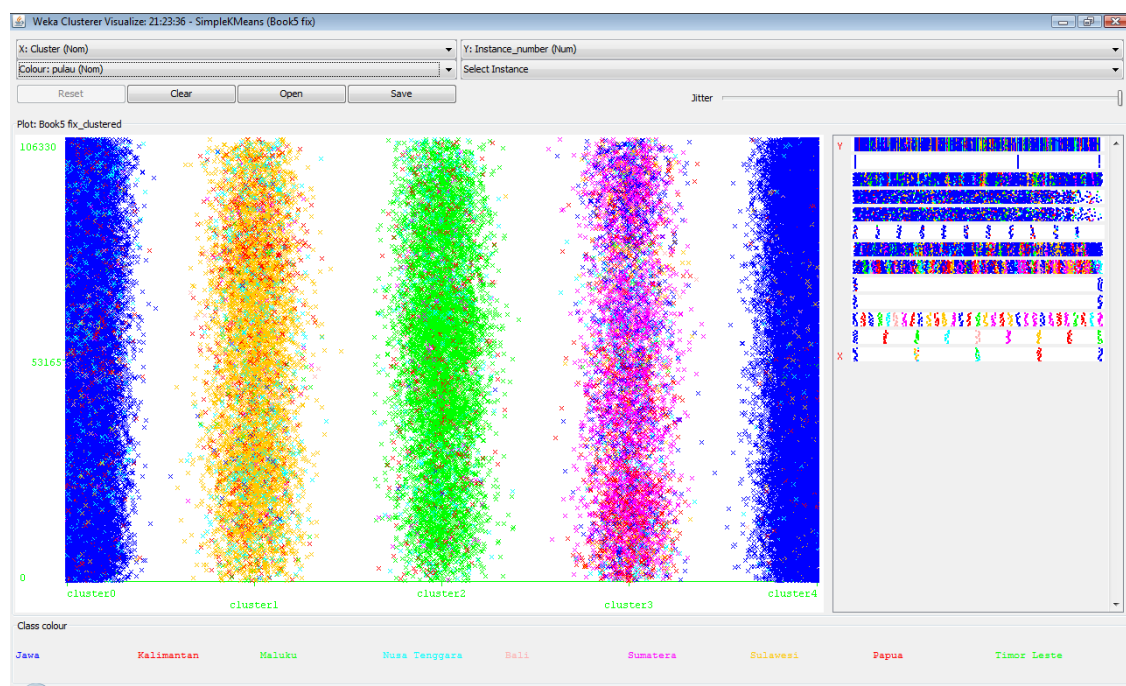 Weka Clusterer Visualize: 21:23:36 - SimpleKMeans (Book5 fix)
X: Cluster (Nom) Y: Instance_number (Num)
Colour: pulau (Nom) Select Instance
Reset Clear Open Save Jitter
Plot: Book5 fix_clustered
106330
53165
0
cluster0 cluster1 cluster2 cluster3 cluster4
Y
X
Class colour
Jawa Kalimantan Maluku Nusa Tenggara Bali Sumatera Sulawesi Papua Timor Leste